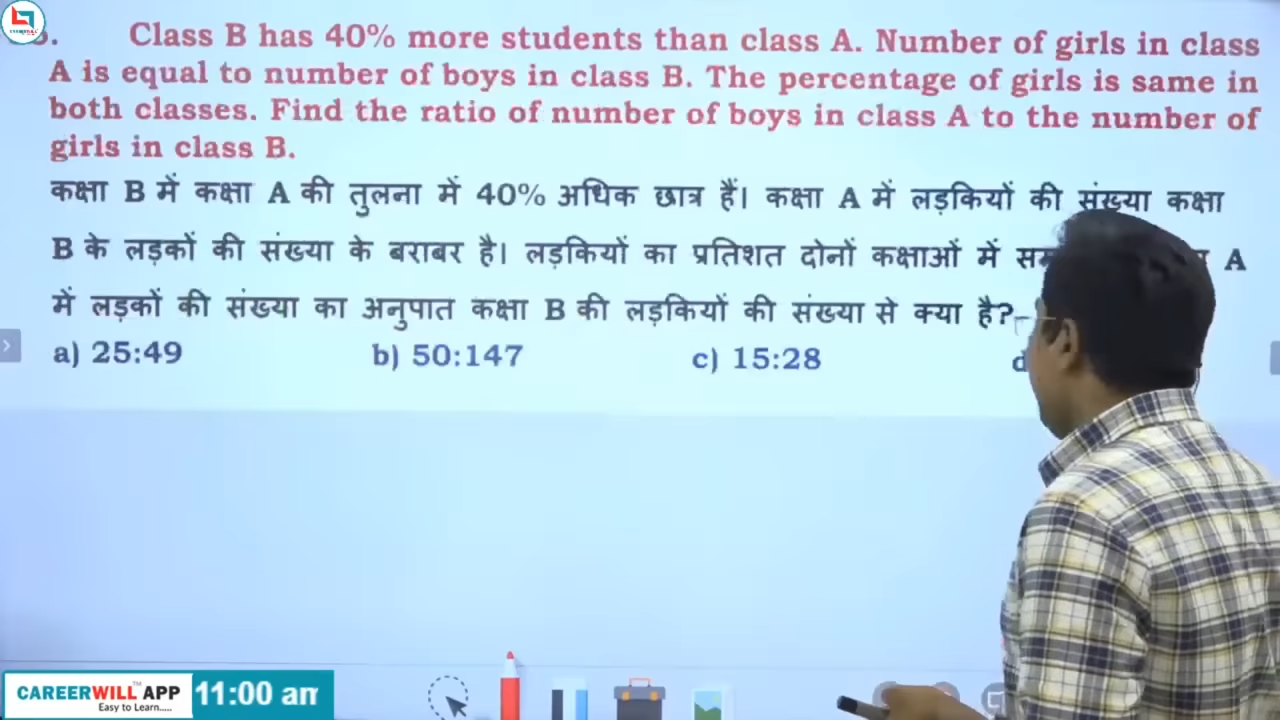 Class B has 40% more students than class A. Number of girls in class
A is equal to number of boys in class B. The percentage of girls is same in
both classes. Find the ratio of number of boys in class A to the number of
girls in class B.
कक्षा B में कक्षा A की तुलना में 40% अधिक छात्र हैं। कक्षा A में लड़कियों की संख्या कक्षा
B के लड़कों की संख्या के बराबर है। लड़कियों का प्रतिशत दोनों कक्षाओं में A
में लड़कों की संख्या का अनुपात कक्षा B की लड़कियों की संख्या से क्या है?
a) 25:49 b) 50:147 c) 15:28 d
CAREERWILL APP 11:00 am
Easy to Learn.....